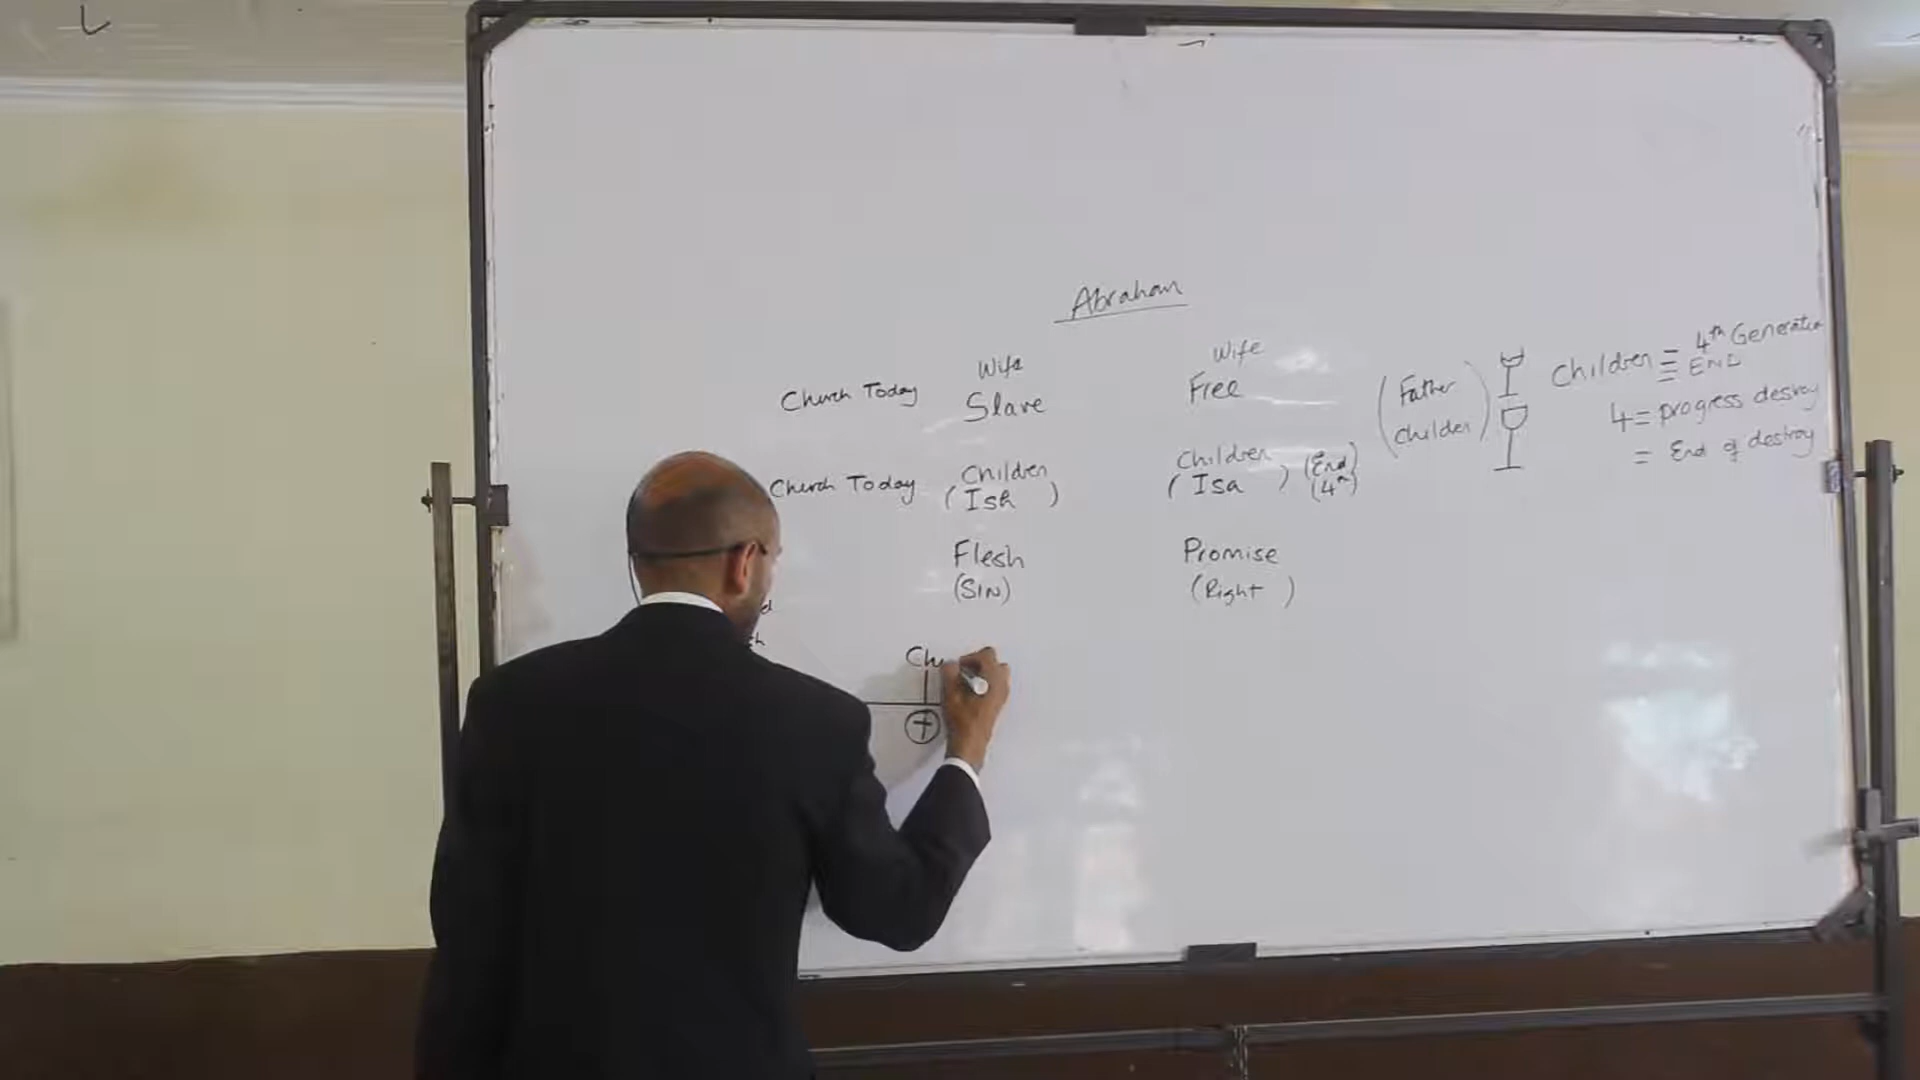 Abraham
Wife
Slave
Church Today
Children
(Ish )
Church Today
Flesh
(SIN)
Wife
Free
Children
(Isa )
(End)
(4th)
Promise
(Right )
(Father
Children)
Children = 4th Generation
= END
4 = progress destroy
= End of destroy